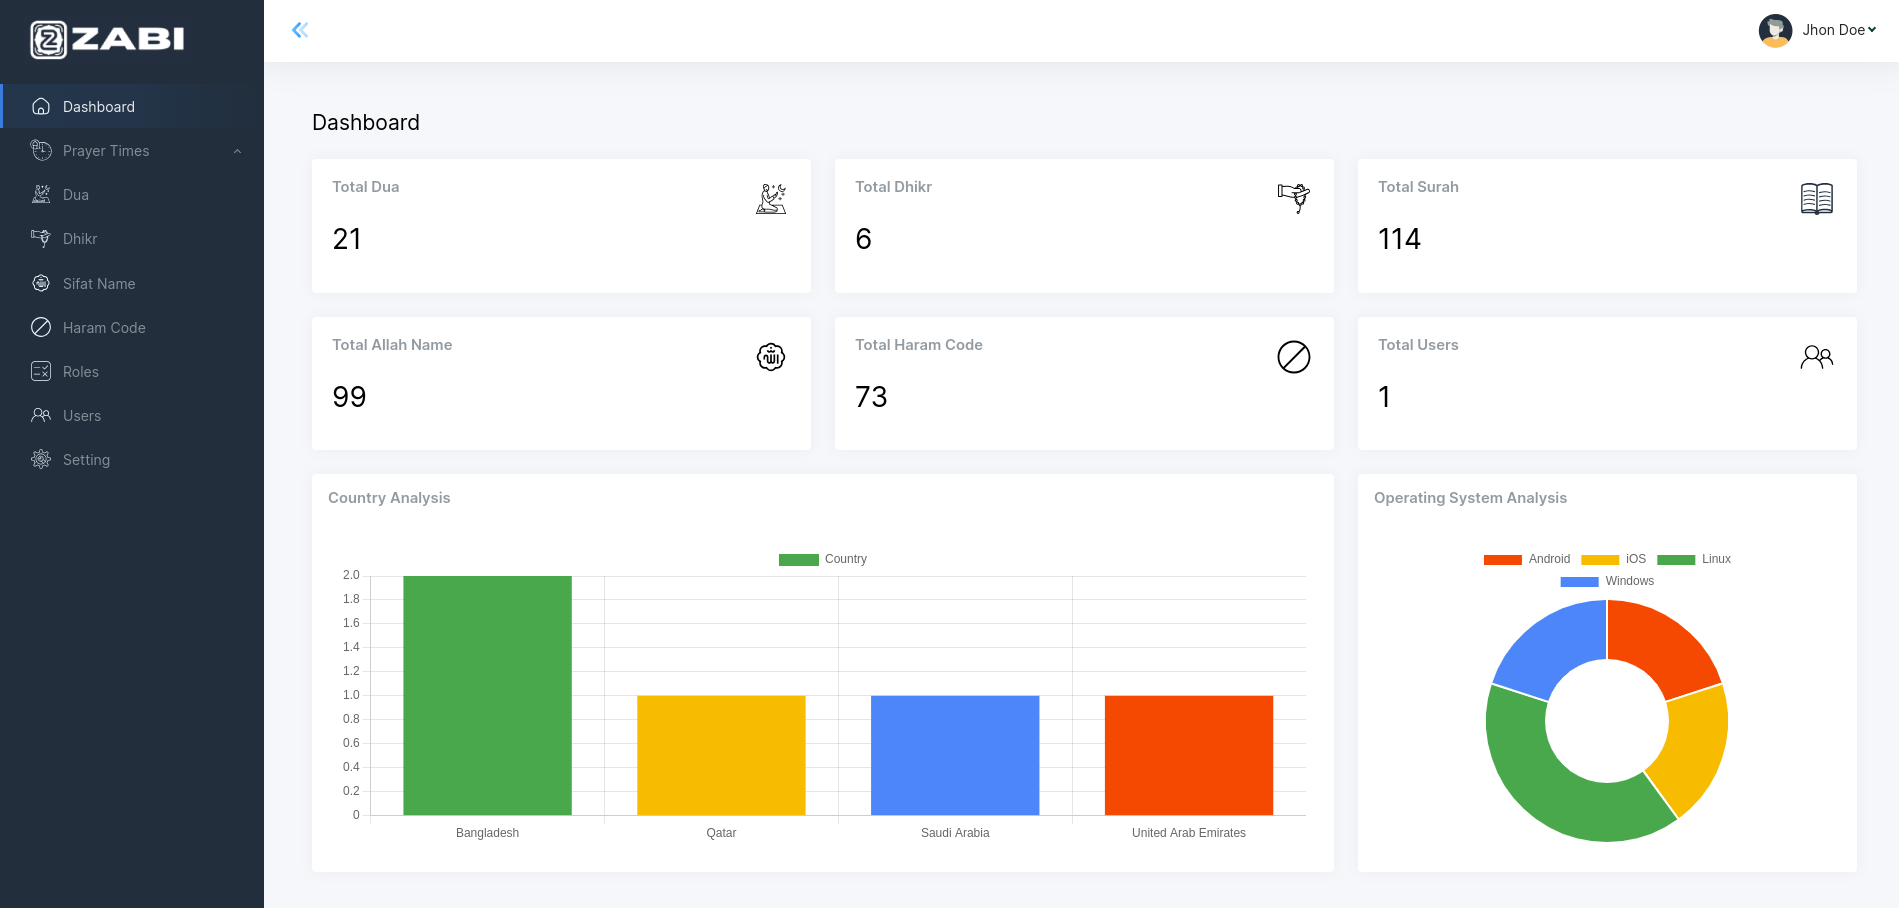 ZABI
Jhon Doe
Dashboard
Prayer Times
Dua
Dhikr
Sifat Name
Haram Code
Roles
Users
Setting
Dashboard
Total Dua
21
Total Dhikr
6
Total Surah
114
Total Allah Name
الله
99
Total Haram Code
73
Total Users
1
Country Analysis
Country
2.0
1.8
1.6
1.4
1.2
1.0
0.8
0.6
0.4
0.2
0
Bangladesh Qatar Saudi Arabia United Arab Emirates
Operating System Analysis
Android iOS Linux
Windows